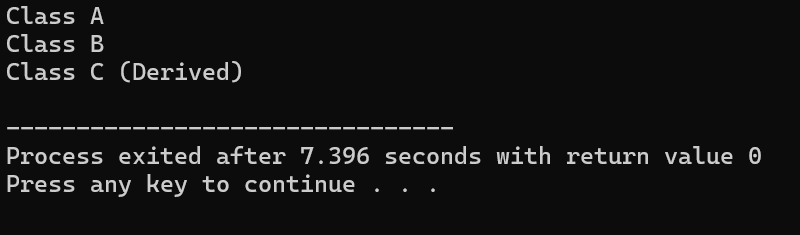 Class A
Class B
Class C (Derived)
--------------------------------
Process exited after 7.396 seconds with return value 0
Press any key to continue . . .